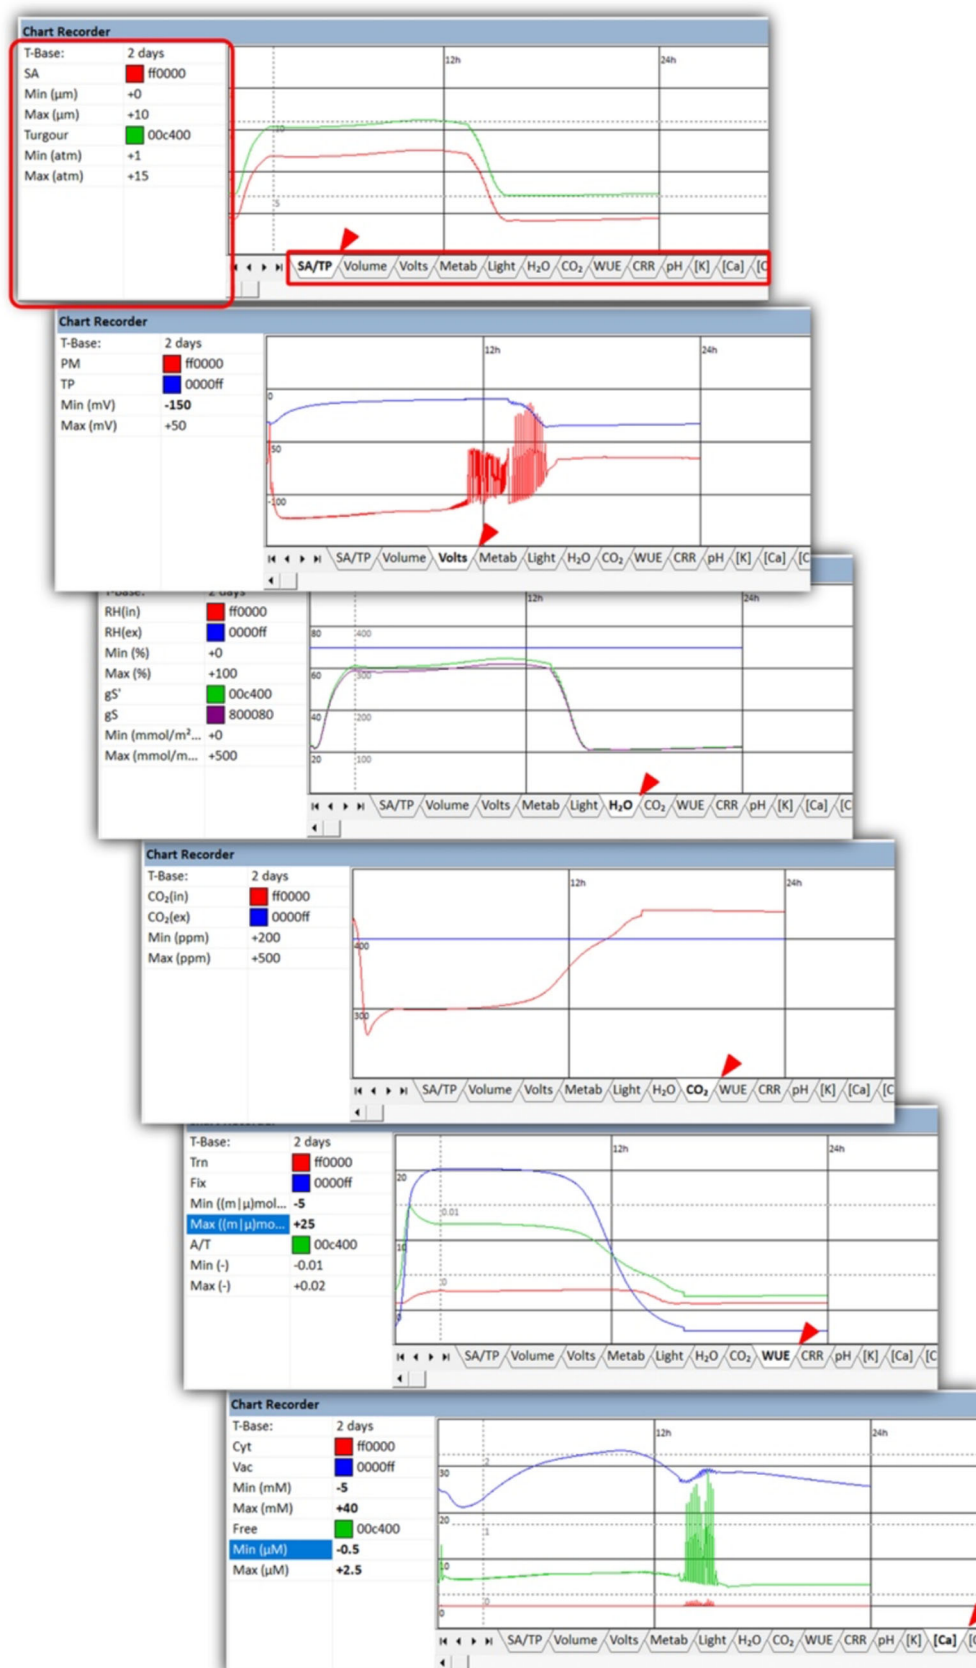 Chart Recorder
T-Base: 2 days
SA ff0000
Min (µm) +0
Max (µm) +10
Turgour 00c400
Min (atm) +1
Max (atm) +15
12h 24h
10
5
SA/TP Volume Volts Metab Light H₂O CO₂ WUE CRR pH [K] [Ca] [C
Chart Recorder
T-Base: 2 days
PM ff0000
TP 0000ff
Min (mV) -150
Max (mV) +50
12h 24h
0
-50
-100
SA/TP Volume Volts Metab Light H₂O CO₂ WUE CRR pH [K] [Ca] [C
T-Base: 2 days
RH(in) ff0000
RH(ex) 0000ff
Min (%) +0
Max (%) +100
gS' 00c400
gS 800080
Min (mmol/m²... +0
Max (mmol/m... +500
12h 24h
80 400
60 300
40 200
20 100
SA/TP Volume Volts Metab Light H₂O CO₂ WUE CRR pH [K] [Ca] [C
Chart Recorder
T-Base: 2 days
CO₂(in) ff0000
CO₂(ex) 0000ff
Min (ppm) +200
Max (ppm) +500
12h 24h
400
300
SA/TP Volume Volts Metab Light H₂O CO₂ WUE CRR pH [K] [Ca] [C
T-Base: 2 days
Trn ff0000
Fix 0000ff
Min ((m|µ)mol... -5
Max ((m|µ)mo... +25
A/T 00c400
Min (-) -0.01
Max (-) +0.02
12h 24h
20
0.01
10
0
0
SA/TP Volume Volts Metab Light H₂O CO₂ WUE CRR pH [K] [Ca] [C
Chart Recorder
T-Base: 2 days
Cyt ff0000
Vac 0000ff
Min (mM) -5
Max (mM) +40
Free 00c400
Min (µM) -0.5
Max (µM) +2.5
12h 24h
30 2
20 1
10
0 0
SA/TP Volume Volts Metab Light H₂O CO₂ WUE CRR pH [K] [Ca] [C